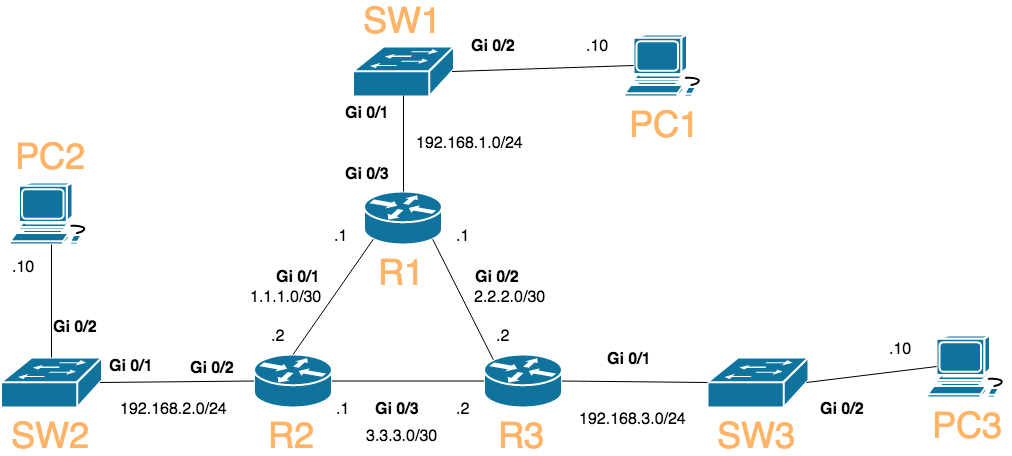 SW1
Gi 0/2
.10
Gi 0/1
PC1
192.168.1.0/24
PC2
Gi 0/3
.1
.1
.10
R1
Gi 0/1
Gi 0/2
1.1.1.0/30
2.2.2.0/30
Gi 0/2
.2
.2
.10
Gi 0/1
Gi 0/2
Gi 0/1
192.168.2.0/24
.1
Gi 0/3
.2
192.168.3.0/24
Gi 0/2
SW2
R2
3.3.3.0/30
R3
SW3
PC3